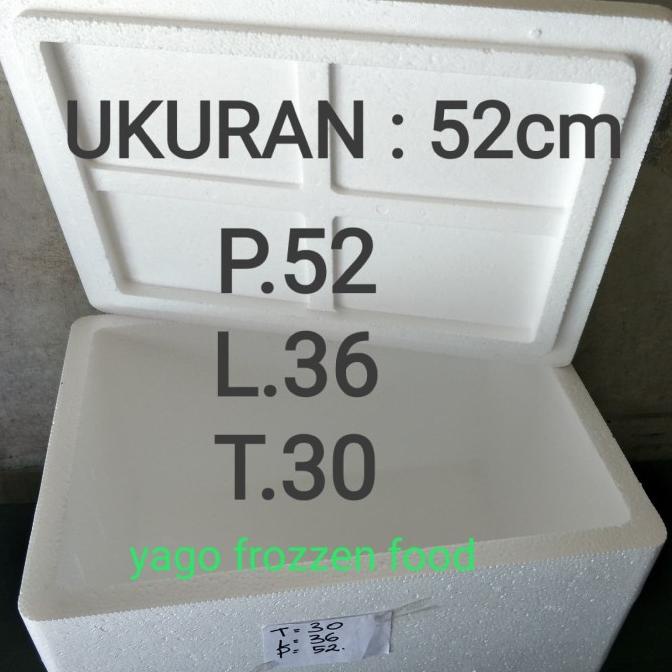 UKURAN : 52cm
P.52
L.36
T.30
yago frozzen food
T = 30
L = 36
P = 52.